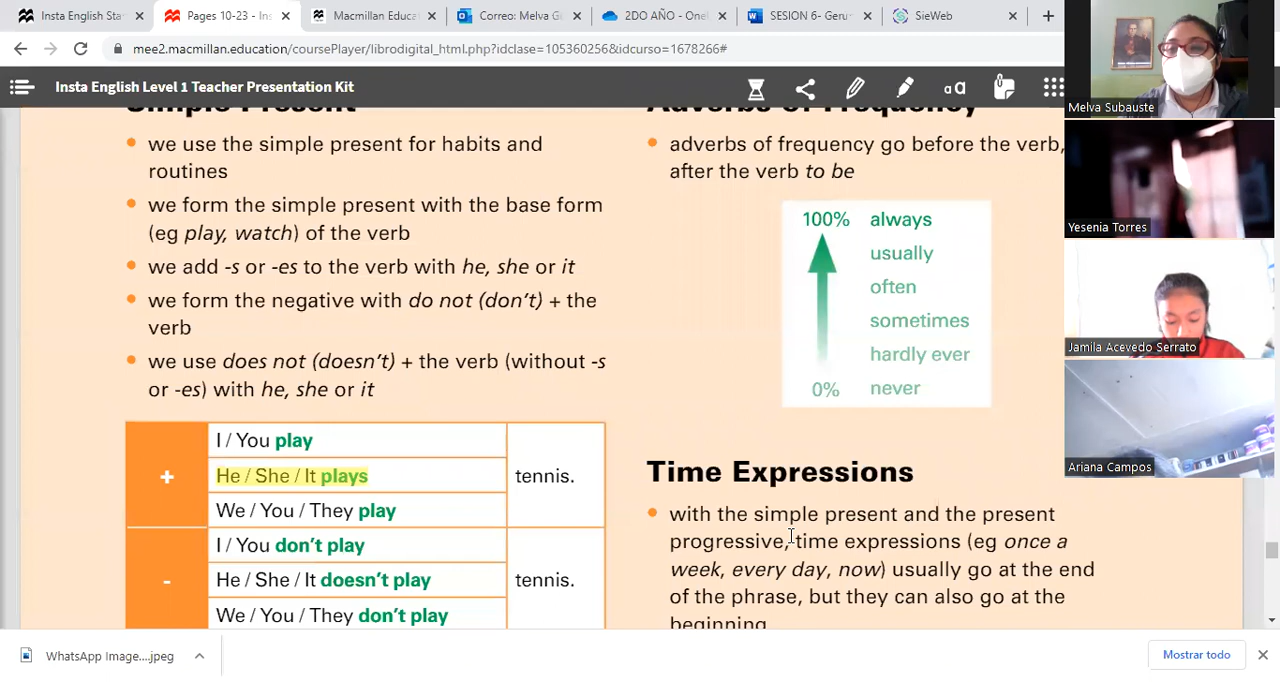 Insta English Star
Pages 10-23 - Ins
Macmillan Educa
Correo: Melva Gi
2DO AÑO - OneD
SESION 6- Geru
SieWeb
mee2.macmillan.education/coursePlayer/librodigital_html.php?idclase=105360256&idcurso=1678266#
Insta English Level 1 Teacher Presentation Kit
aa
Simple Present
we use the simple present for habits and
routines
we form the simple present with the base form
(eg play, watch) of the verb
we add -s or -es to the verb with he, she or it
we form the negative with do not (don't) + the
verb
we use does not (doesn't) + the verb (without -s
or -es) with he, she or it
+
I / You play
He / She / It plays
We / You / They play
tennis.
-
I / You don't play
He / She / It doesn't play
We / You / They don't play
tennis.
Adverbs of Frequency
adverbs of frequency go before the verb,
after the verb to be
100% always
usually
often
sometimes
hardly ever
0% never
Time Expressions
with the simple present and the present
progressive, time expressions (eg once a
week, every day, now) usually go at the end
of the phrase, but they can also go at the
beginning
Melva Subauste
Yesenia Torres
Jamila Acevedo Serrato
Ariana Campos
WhatsApp Image....jpeg
Mostrar todo